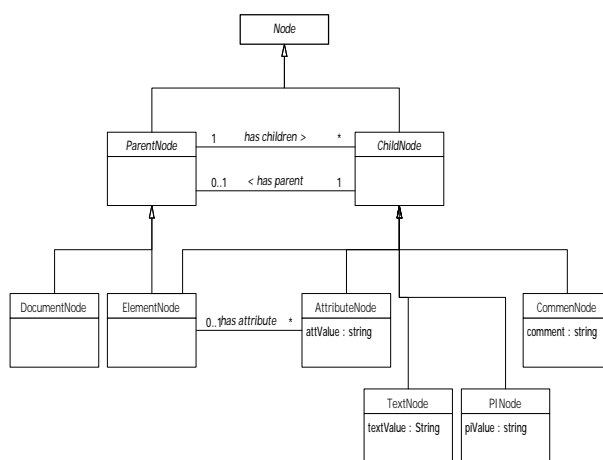 Node
ParentNode
1 has children > *
ChildNode
0..1 < has parent 1
DocumentNode
ElementNode
0..1 has attribute *
AttributeNode
attValue : string
CommenNode
comment : string
TextNode
textValue : String
PINode
piValue : string